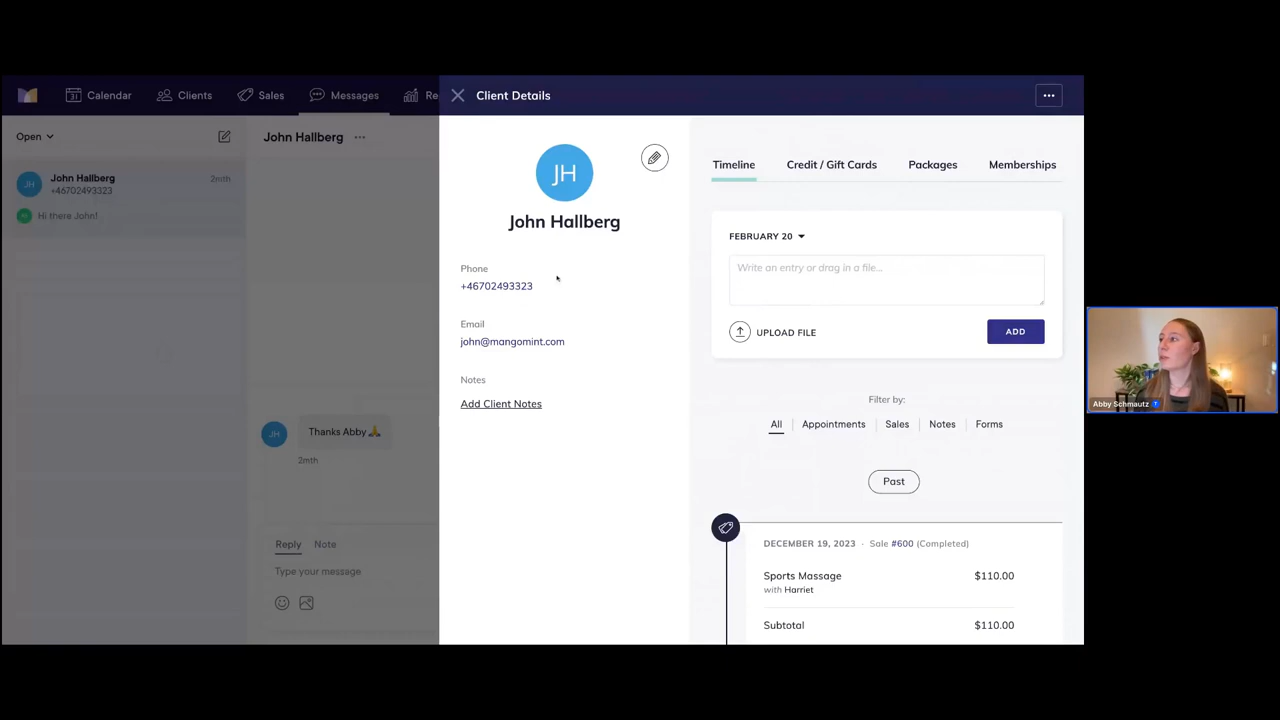 Calendar
Clients
Sales
Messages
Re
Client Details
Open
John Hallberg
JH
John Hallberg
2mth
+46702493323
Hi there John!
JH
Thanks Abby 🙏
2mth
Reply
Note
Type your message
JH
John Hallberg
Phone
+46702493323
Email
john@mangomint.com
Notes
Add Client Notes
Timeline
Credit / Gift Cards
Packages
Memberships
FEBRUARY 20
Write an entry or drag in a file...
UPLOAD FILE
ADD
Filter by:
All
Appointments
Sales
Notes
Forms
Past
DECEMBER 19, 2023 - Sale #600 (Completed)
Sports Massage $110.00
with Harriet
Subtotal $110.00
Abby Schmautz